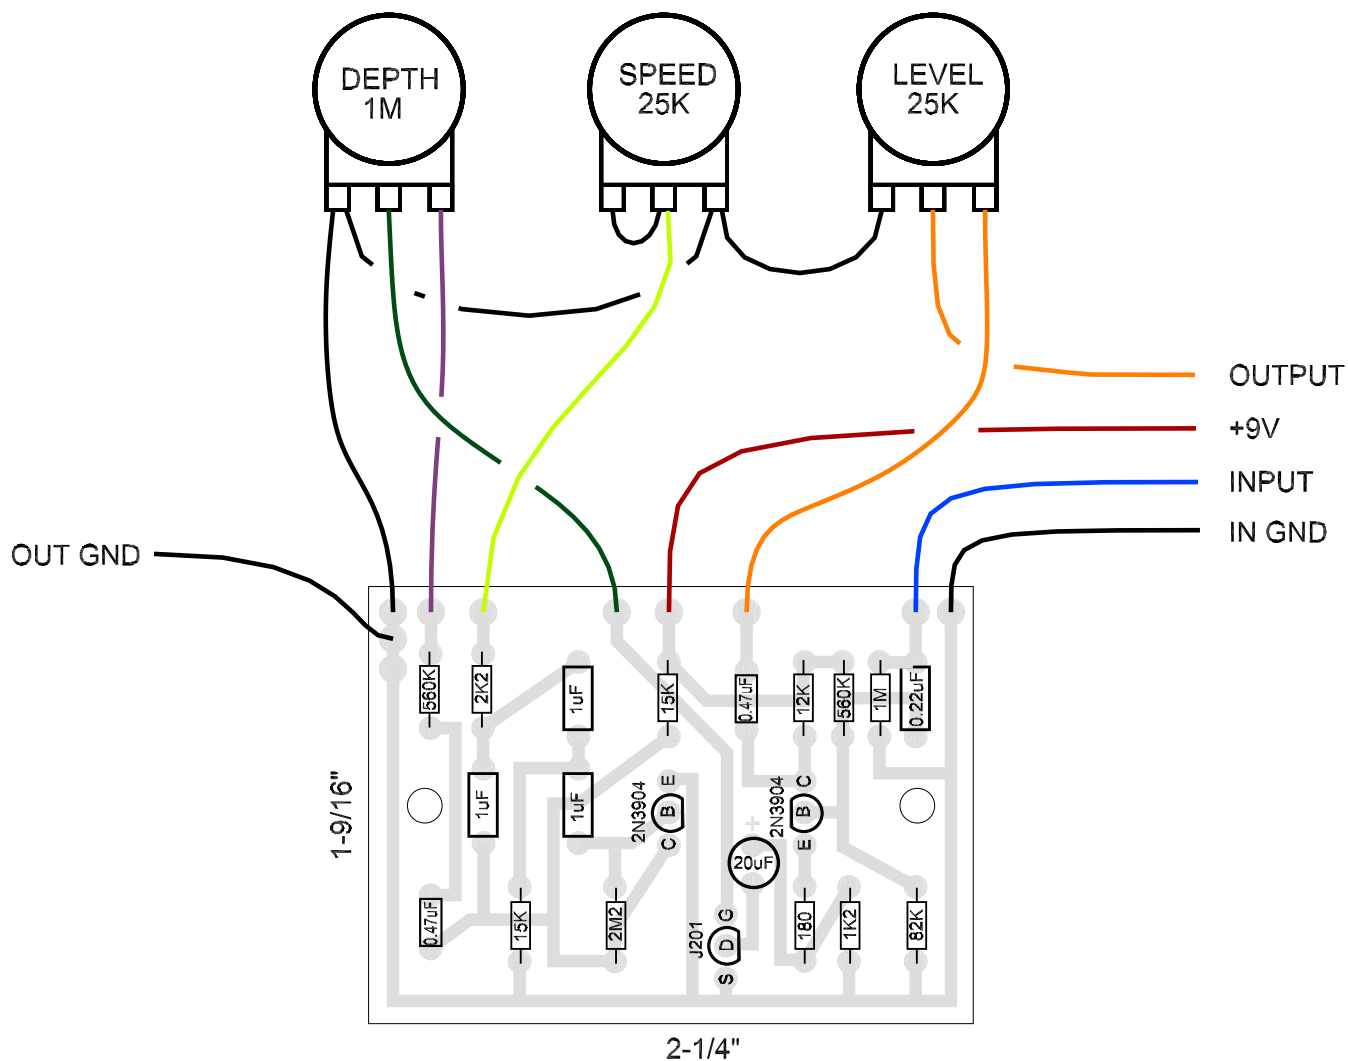 DEPTH
1M
SPEED
25K
LEVEL
25K
OUTPUT
+9V
INPUT
IN GND
OUT GND
560K
2K2
1uF
15K
0.47uF
12K
560K
1M
0.22uF
1-9/16"
1uF
1uF
2N3904
E
B
C
+
2N3904
C
B
E
20uF
0.47uF
15K
2M2
J201
G
D
S
180
1K2
82K
2-1/4"